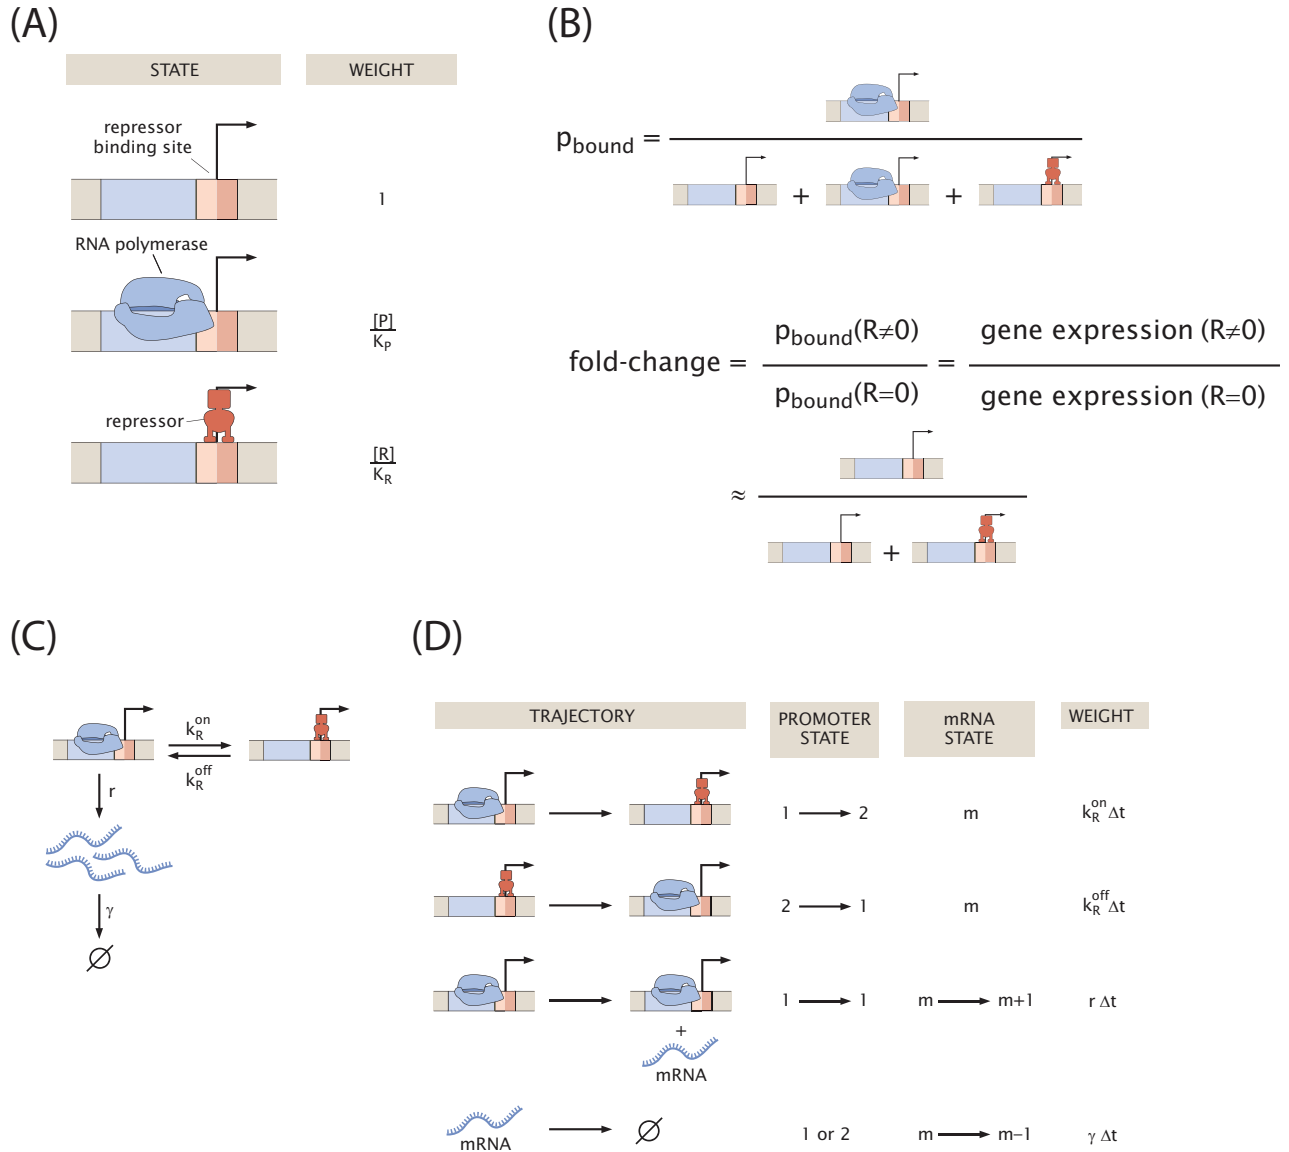 (A)
STATE WEIGHT
repressor
binding site
1
RNA polymerase
[P]
K_P
repressor
[R]
K_R
(B)
p_bound =
+ +
fold-change = p_bound(R≠0) = gene expression (R≠0)
p_bound(R=0) gene expression (R=0)
≈
+
(C)
k_R^on
k_R^off
r
γ
∅
(D)
TRAJECTORY PROMOTER STATE mRNA STATE WEIGHT
1 → 2 m k_R^on Δt
2 → 1 m k_R^off Δt
1 → 1 m → m+1 r Δt
+
mRNA
mRNA → ∅ 1 or 2 m → m−1 γ Δt